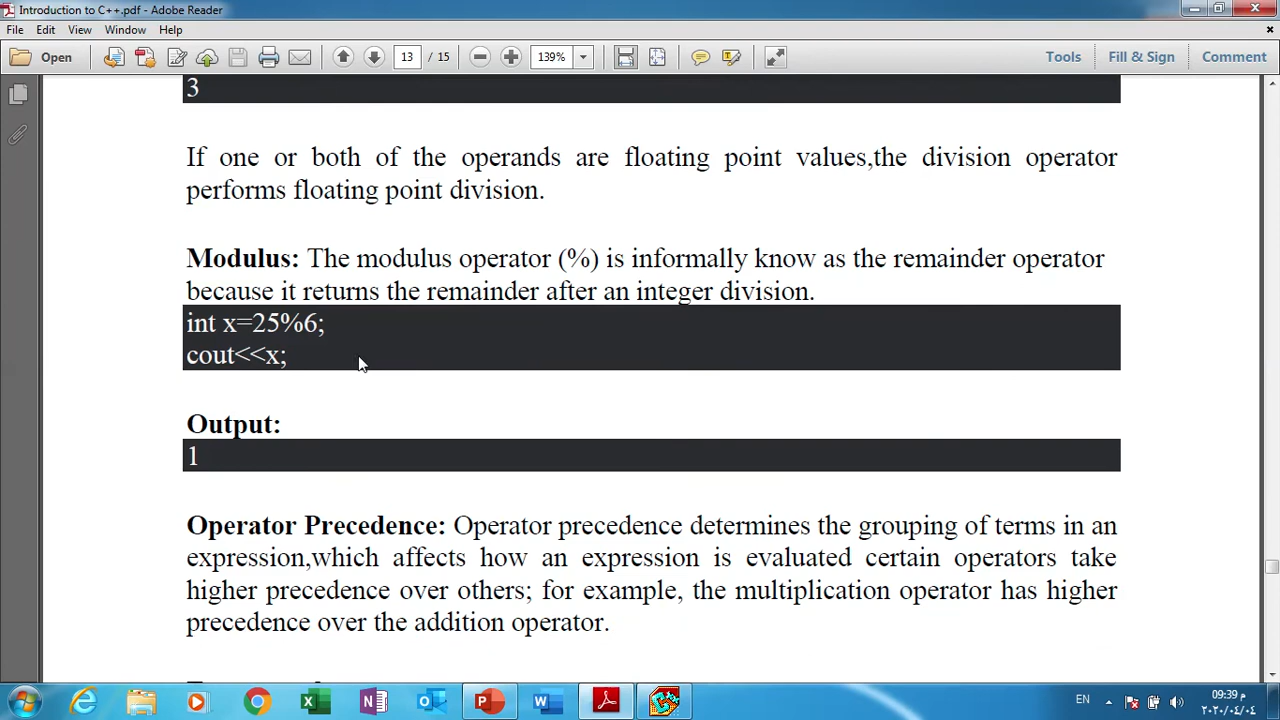 Introduction to C++.pdf - Adobe Reader
File Edit View Window Help
Open 13 / 15 139% Tools Fill & Sign Comment
3
If one or both of the operands are floating point values,the division operator
performs floating point division.
Modulus: The modulus operator (%) is informally know as the remainder operator
because it returns the remainder after an integer division.
int x=25%6;
cout<<x;
Output:
1
Operator Precedence: Operator precedence determines the grouping of terms in an
expression,which affects how an expression is evaluated certain operators take
higher precedence over others; for example, the multiplication operator has higher
precedence over the addition operator.
EN
09:39 م
٢٠٢٠/٠٤/٠٤